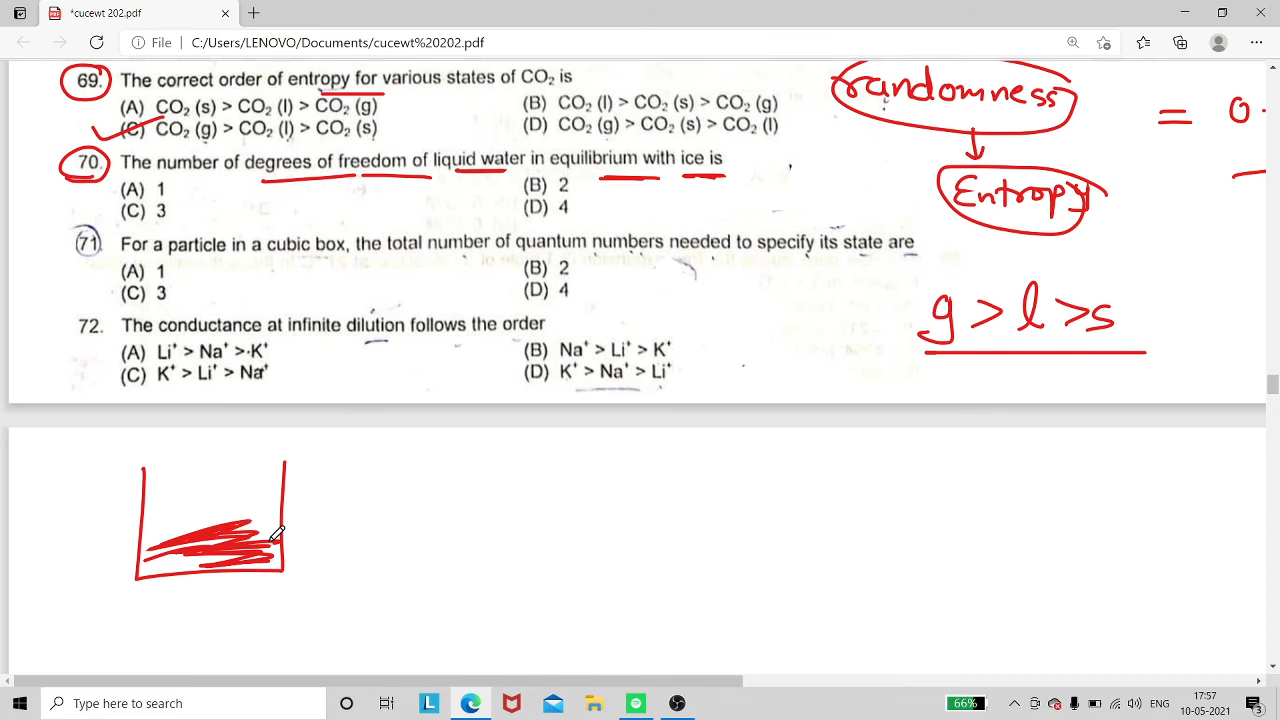 *cucewt 202.pdf
File | C:/Users/LENOVO/Documents/cucewt%20202.pdf
69. The correct order of entropy for various states of CO₂ is
(A) CO₂ (s) > CO₂ (l) > CO₂ (g)
(B) CO₂ (l) > CO₂ (s) > CO₂ (g)
(C) CO₂ (g) > CO₂ (l) > CO₂ (s)
(D) CO₂ (g) > CO₂ (s) > CO₂ (l)
70. The number of degrees of freedom of liquid water in equilibrium with ice is
(A) 1
(B) 2
(C) 3
(D) 4
71. For a particle in a cubic box, the total number of quantum numbers needed to specify its state are
(A) 1
(B) 2
(C) 3
(D) 4
72. The conductance at infinite dilution follows the order
(A) Li⁺ > Na⁺ > K⁺
(B) Na⁺ > Li⁺ > K⁺
(C) K⁺ > Li⁺ > Na⁺
(D) K⁺ > Na⁺ > Li⁺
randomness
= 0
Entropy
g > l > s
Type here to search
L
66%
ENG
17:57
10-05-2021
3